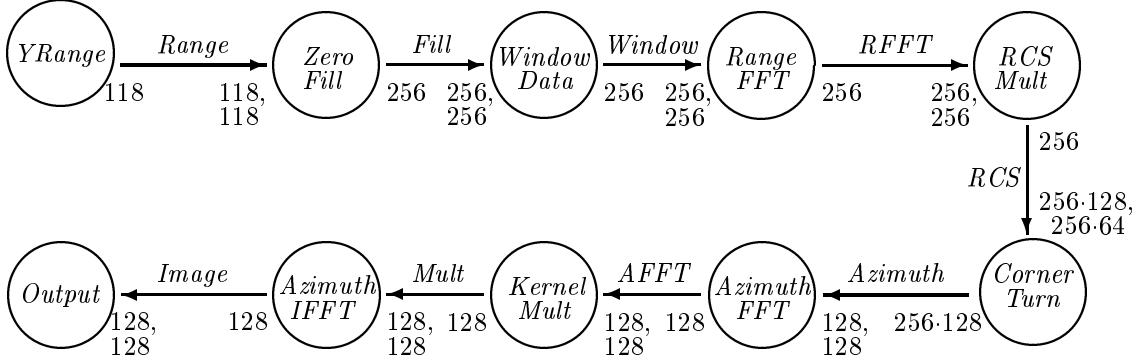 YRange
Range
118
118,
118
Zero
Fill
Fill
256
256,
256
Window
Data
Window
256
256,
256
Range
FFT
RFFT
256
256,
256
RCS
Mult
256
RCS
256·128,
256·64
Corner
Turn
Azimuth
256·128
128,
128
Azimuth
FFT
AFFT
128
128,
128
Kernel
Mult
Mult
128
128,
128
Azimuth
IFFT
Image
128
128,
128
Output